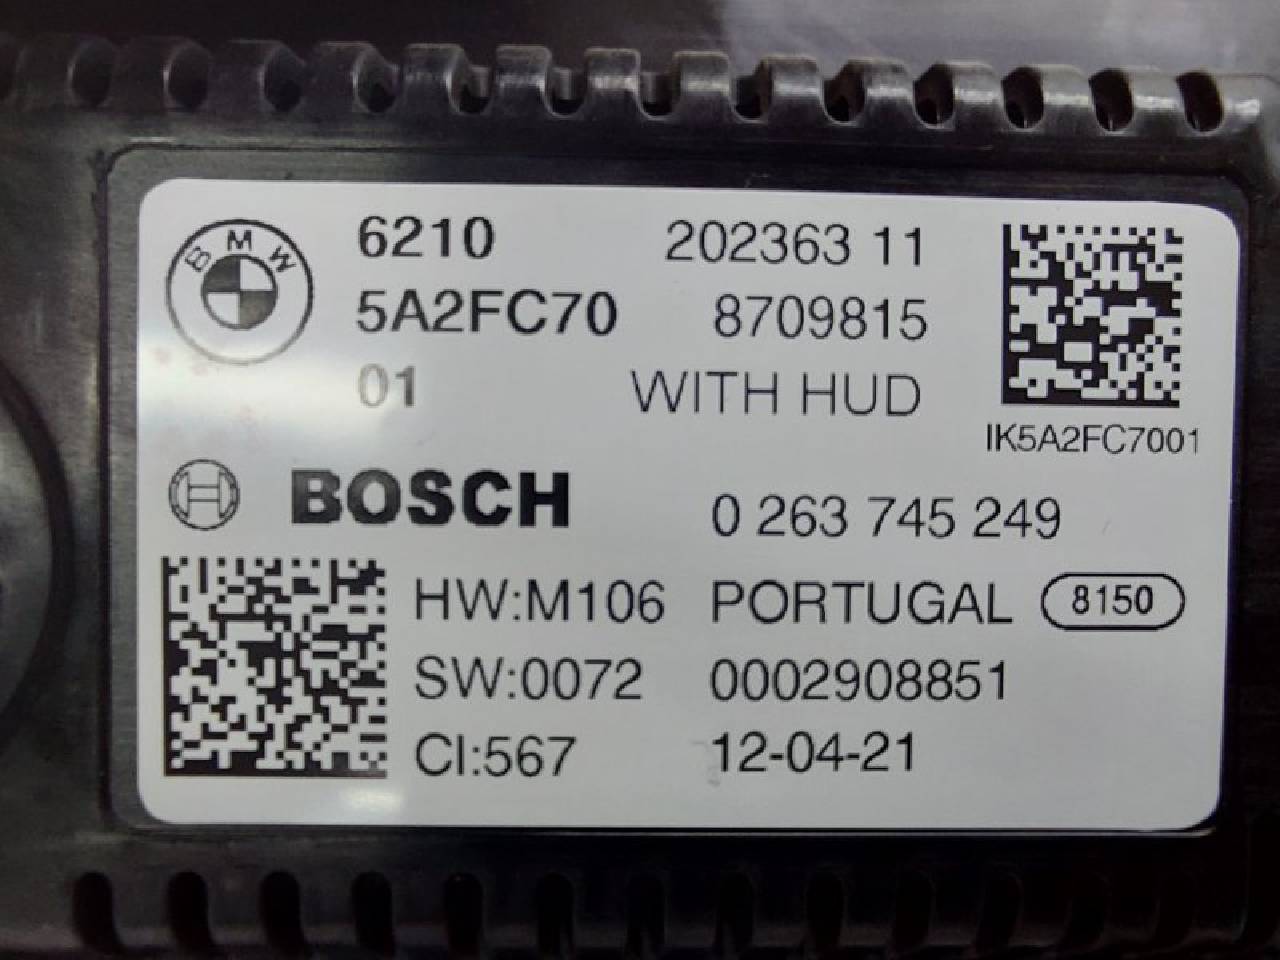 BMW
6210 202363 11
5A2FC70 8709815
01 WITH HUD
IK5A2FC7001
BOSCH 0 263 745 249
HW:M106 PORTUGAL 8150
SW:0072 0002908851
CI:567 12-04-21